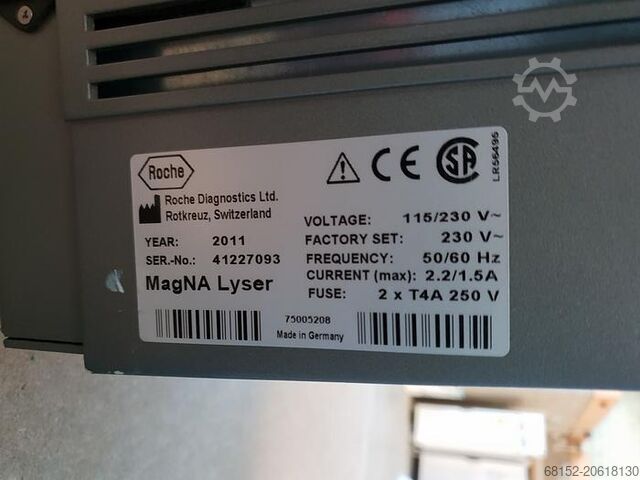 Roche
CE
SA
LR56495
Roche Diagnostics Ltd.
Rotkreuz, Switzerland
YEAR: 2011
SER.-No.: 41227093
MagNA Lyser
VOLTAGE: 115/230 V~
FACTORY SET: 230 V~
FREQUENCY: 50/60 Hz
CURRENT (max): 2.2/1.5A
FUSE: 2 x T4A 250 V
75005208
Made in Germany
68152-20618130